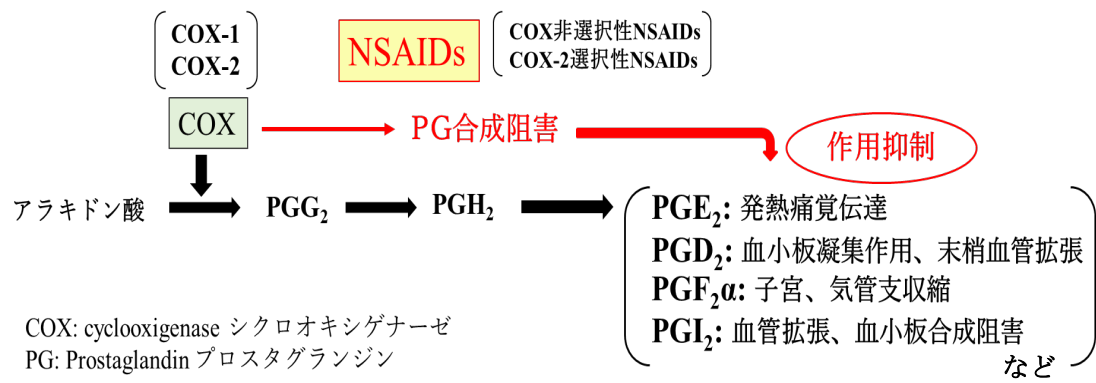 COX-1
COX-2
NSAIDs
COX非選択性NSAIDs
COX-2選択性NSAIDs
COX
PG合成阻害
作用抑制
アラキドン酸
PGG₂
PGH₂
PGE₂: 発熱痛覚伝達
PGD₂: 血小板凝集作用、末梢血管拡張
PGF₂α: 子宮、気管支収縮
PGI₂: 血管拡張、血小板合成阻害
など
COX: cyclooxigenase シクロオキシゲナーゼ
PG: Prostaglandin プロスタグランジン